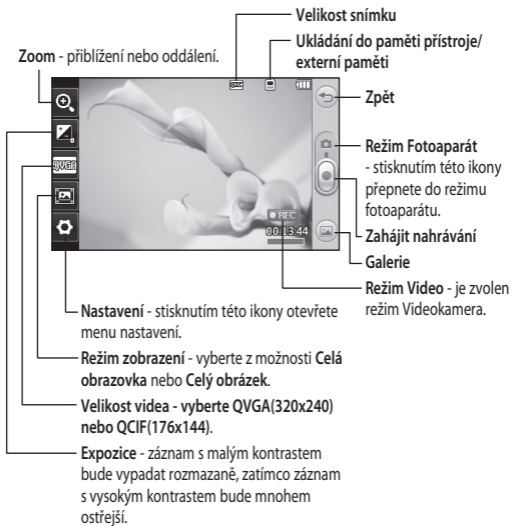 Velikost snímku
Ukládání do paměti přístroje/
externí paměti
Zoom - přiblížení nebo oddálení.
Zpět
Režim Fotoaparát
- stisknutím této ikony
přepnete do režimu
fotoaparátu.
Zahájit nahrávání
Galerie
Režim Video - je zvolen
režim Videokamera.
QVGA
REC
00:13:44
Nastavení - stisknutím této ikony otevřete
menu nastavení.
Režim zobrazení - vyberte z možnosti Celá
obrazovka nebo Celý obrázek.
Velikost videa - vyberte QVGA(320x240)
nebo QCIF(176x144).
Expozice - záznam s malým kontrastem
bude vypadat rozmazaně, zatímco záznam
s vysokým kontrastem bude mnohem
ostřejší.